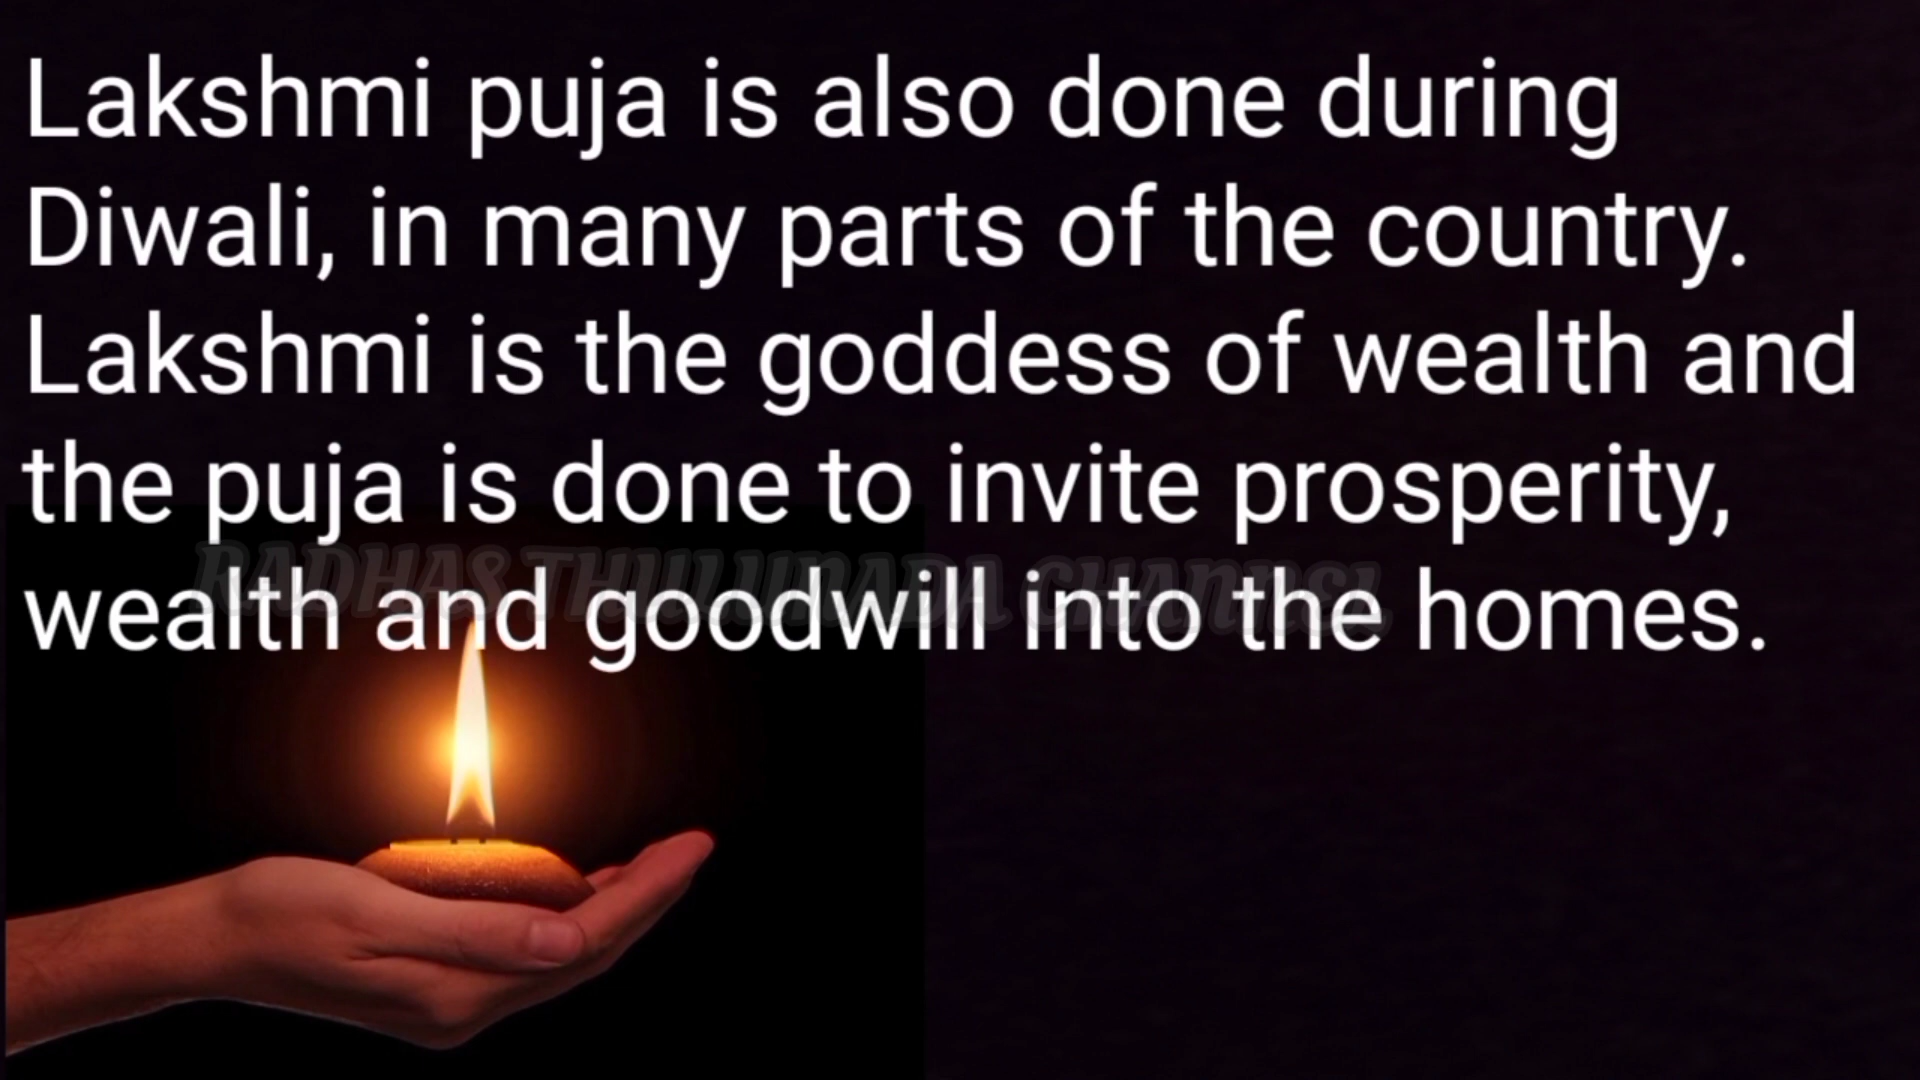 Lakshmi puja is also done during
Diwali, in many parts of the country.
Lakshmi is the goddess of wealth and
the puja is done to invite prosperity,
wealth and goodwill into the homes.